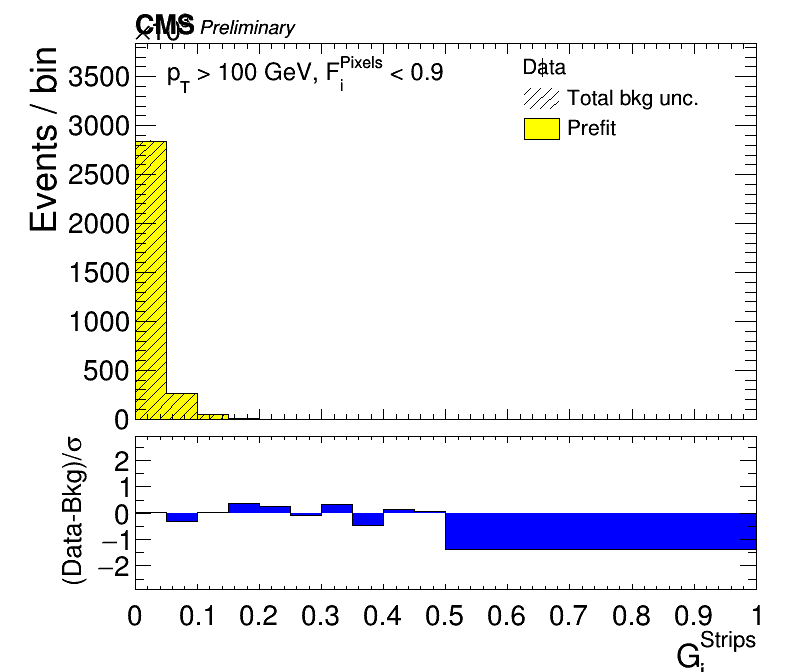 CMS Preliminary
×10³
p_T > 100 GeV, F_i^Pixels < 0.9
Data
Total bkg unc.
Prefit
Events / bin
3500
3000
2500
2000
1500
1000
500
0
(Data-Bkg)/σ
2
1
0
−1
−2
0 0.1 0.2 0.3 0.4 0.5 0.6 0.7 0.8 0.9 1
G_i^Strips